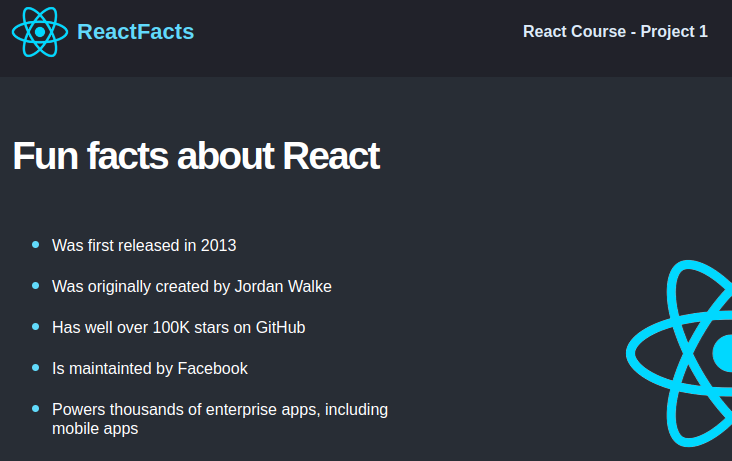 ReactFacts
React Course - Project 1
Fun facts about React
Was first released in 2013
Was originally created by Jordan Walke
Has well over 100K stars on GitHub
Is maintainted by Facebook
Powers thousands of enterprise apps, including
mobile apps